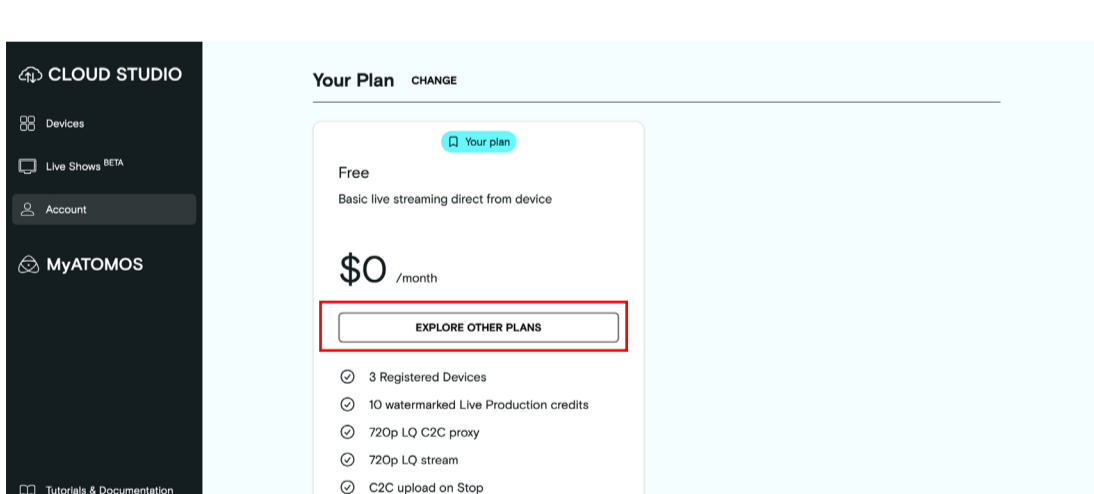 CLOUD STUDIO
Devices
Live Shows BETA
Account
MyATOMOS
Tutorials & Documentation
Your Plan CHANGE
Your plan
Free
Basic live streaming direct from device
$0 /month
EXPLORE OTHER PLANS
3 Registered Devices
10 watermarked Live Production credits
720p LQ C2C proxy
720p LQ stream
C2C upload on Stop